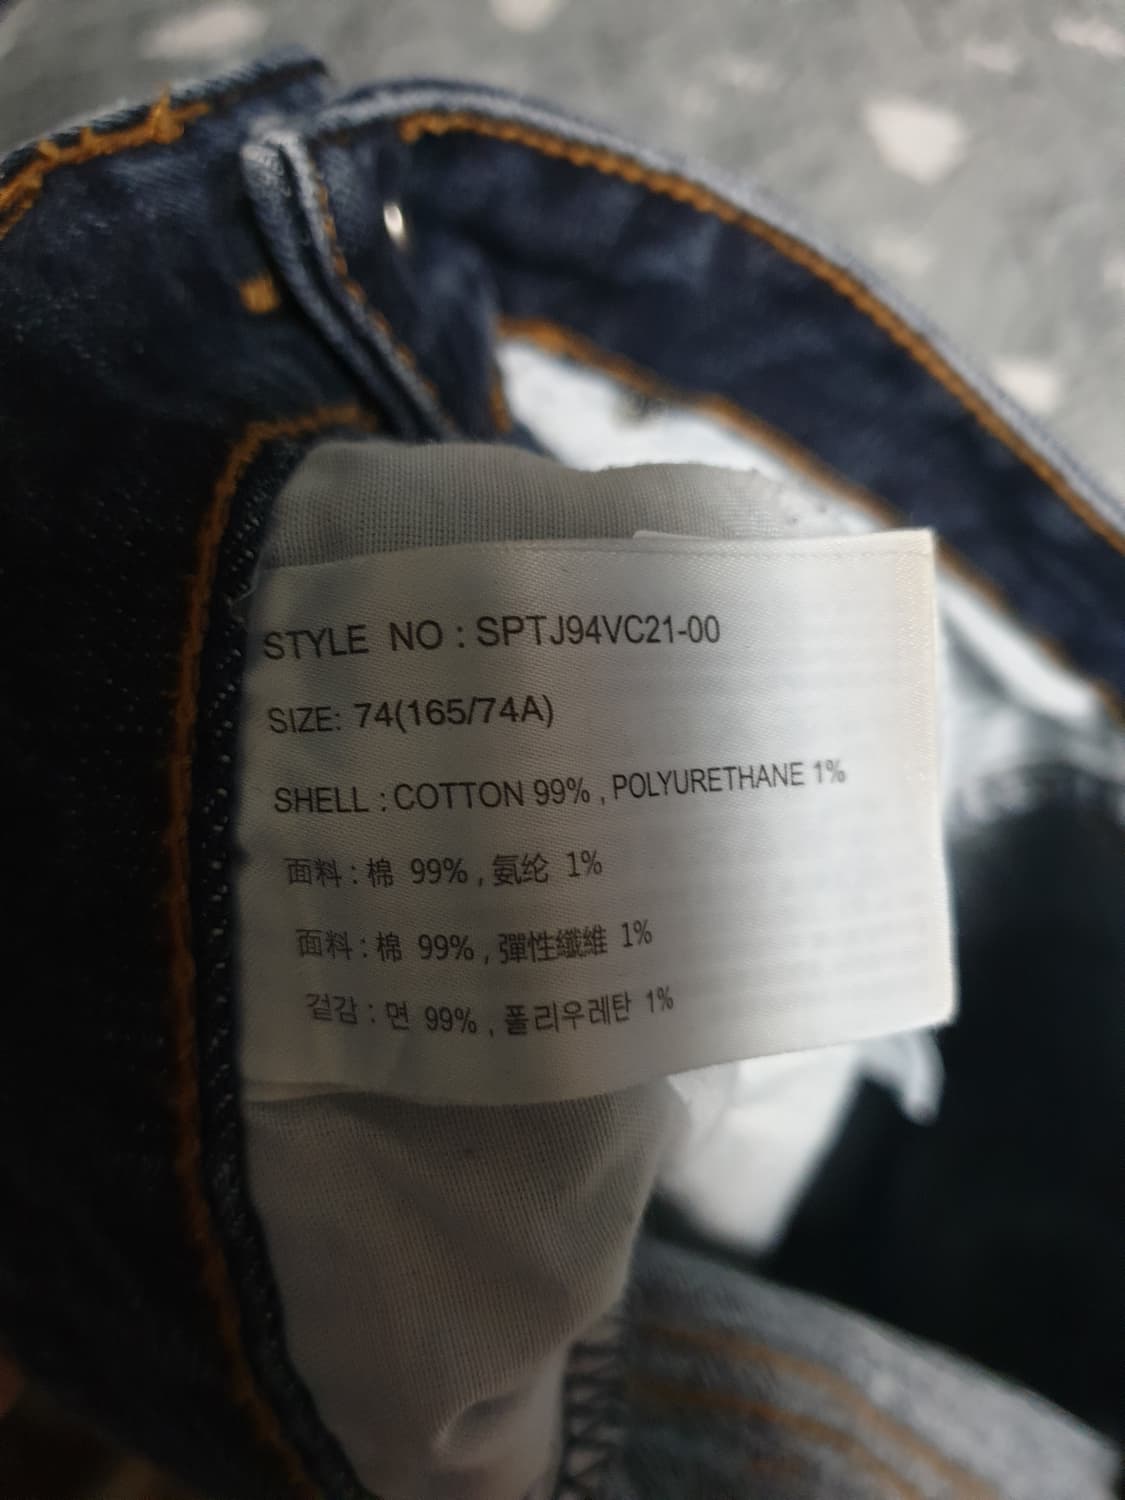 STYLE NO : SPTJ94VC21-00
SIZE: 74(165/74A)
SHELL : COTTON 99% , POLYURETHANE 1%
面料 : 棉 99% , 氨纶 1%
面料 : 棉 99% , 彈性纖維 1%
겉감 : 면 99% , 폴리우레탄 1%